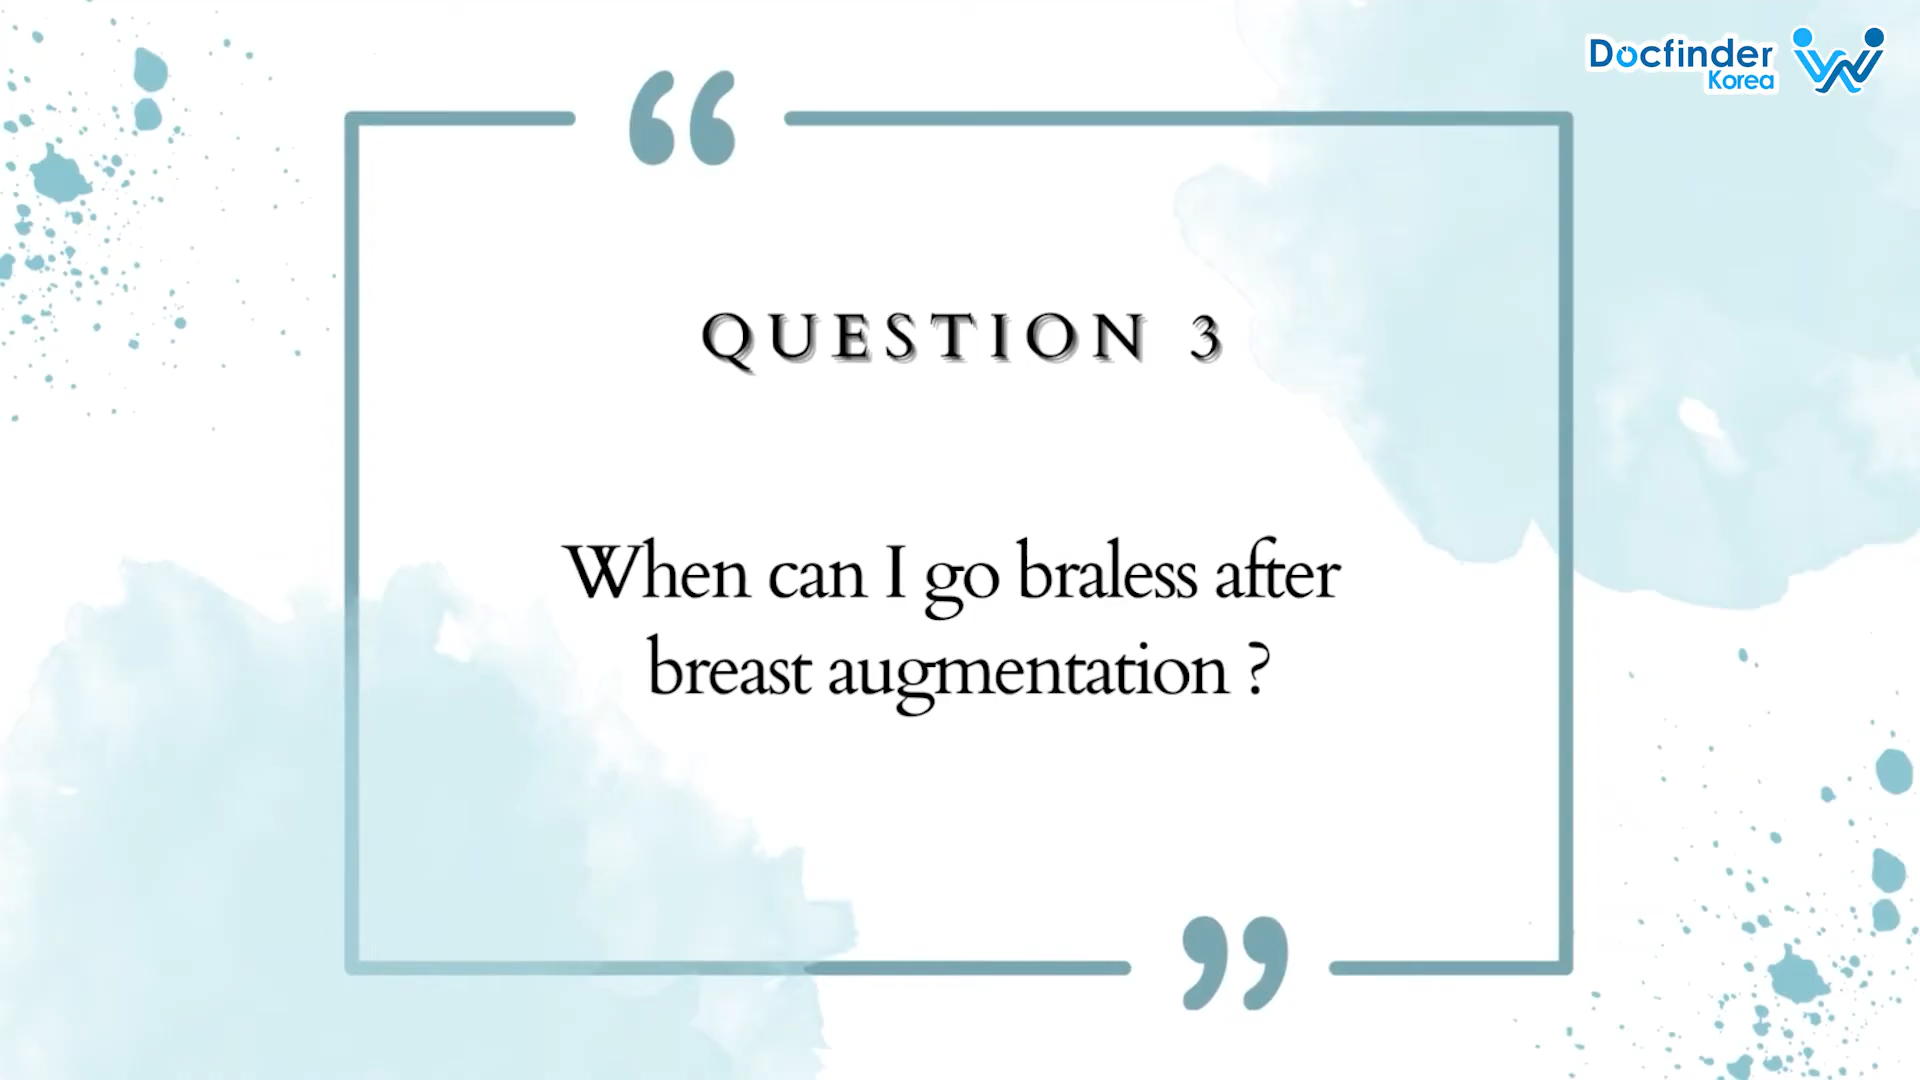 Docfinder
Korea
“
QUESTION 3
When can I go braless after
breast augmentation ?
”